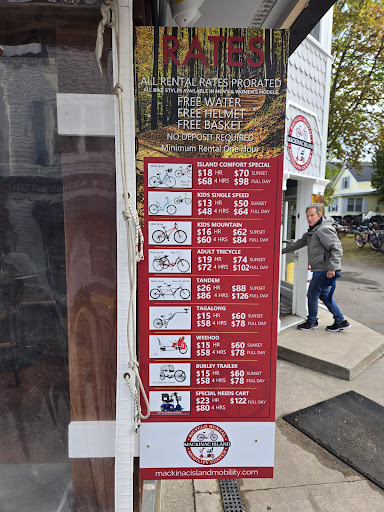 RATES
ALL RENTAL RATES PRORATED
ALL BIKE STYLES AVAILABLE IN MEN'S & WOMEN'S MODELS
FREE WATER
FREE HELMET
FREE BASKET
NO DEPOSIT REQUIRED
Minimum Rental One Hour
ISLAND COMFORT SPECIAL
$18 HR $70 SUNSET
$68 4 HRS $98 FULL DAY
KIDS SINGLE SPEED
$13 HR $50 SUNSET
$48 4 HRS $64 FULL DAY
KIDS MOUNTAIN
$16 HR $62 SUNSET
$60 4 HRS $84 FULL DAY
ADULT TRICYCLE
$19 HR $74 SUNSET
$72 4 HRS $102 FULL DAY
TANDEM
$26 HR $88 SUNSET
$86 4 HRS $126 FULL DAY
TAGALONG
$15 HR $60 SUNSET
$58 4 HRS $78 FULL DAY
WEEHOO
$15 HR $60 SUNSET
$58 4 HRS $78 FULL DAY
BURLEY TRAILER
$15 HR $60 SUNSET
$58 4 HRS $78 FULL DAY
SPECIAL NEEDS CART
$23 HR $122 FULL DAY
$80 4 HRS
MACKINAC ISLAND
mackinacislandmobility.com